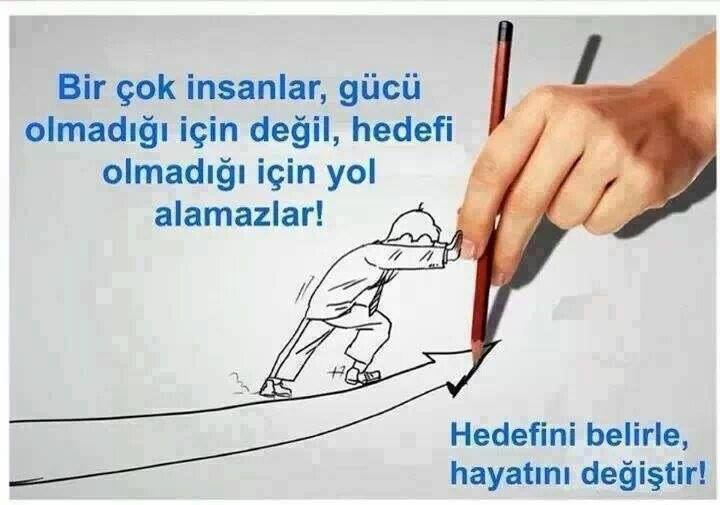 Bir çok insanlar, gücü
olmadığı için değil, hedefi
olmadığı için yol
alamazlar!
Hedefini belirle,
hayatını değiştir!